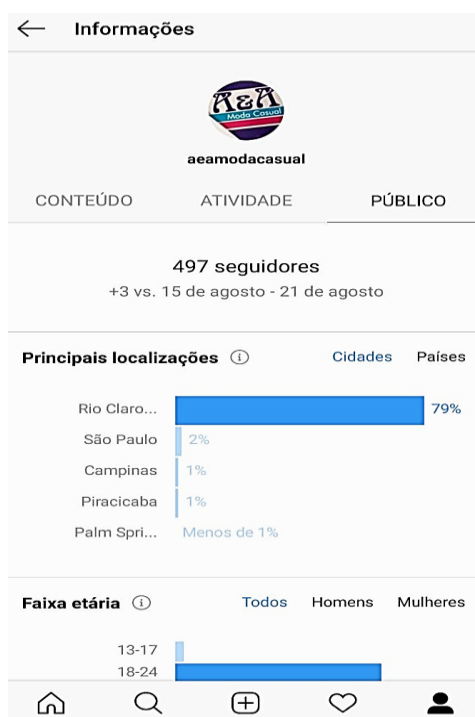 Informações
A&A
Moda Casual
aeamodacasual
CONTEÚDO ATIVIDADE PÚBLICO
497 seguidores
+3 vs. 15 de agosto - 21 de agosto
Principais localizações Cidades Países
Rio Claro... 79%
São Paulo 2%
Campinas 1%
Piracicaba 1%
Palm Spri... Menos de 1%
Faixa etária Todos Homens Mulheres
13-17
18-24